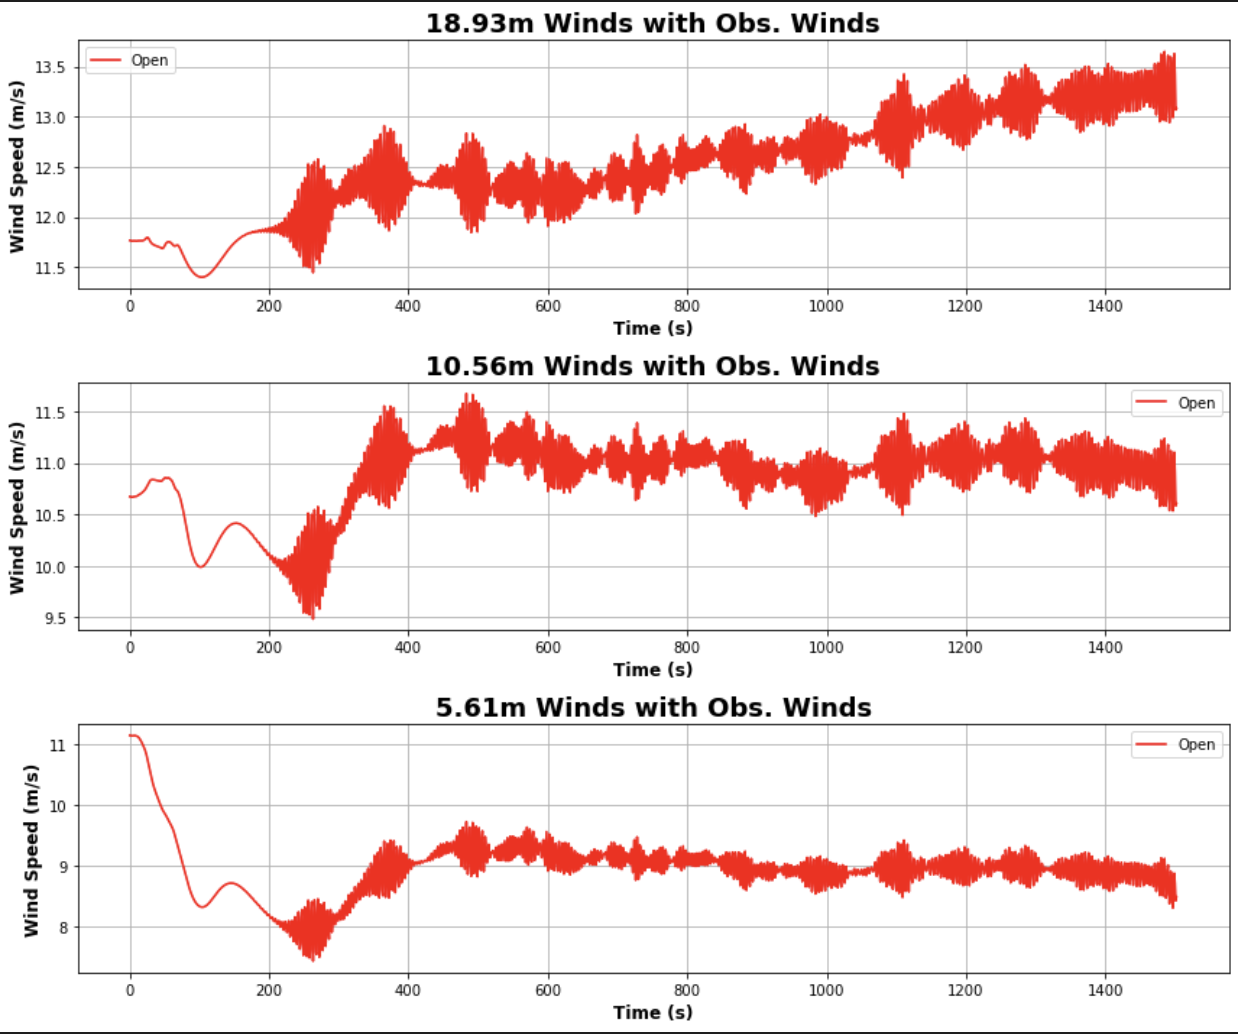 18.93m Winds with Obs. Winds
Open
Wind Speed (m/s)
13.5
13.0
12.5
12.0
11.5
0 200 400 600 800 1000 1200 1400
Time (s)
10.56m Winds with Obs. Winds
Open
Wind Speed (m/s)
11.5
11.0
10.5
10.0
9.5
0 200 400 600 800 1000 1200 1400
Time (s)
5.61m Winds with Obs. Winds
Open
Wind Speed (m/s)
11
10
9
8
0 200 400 600 800 1000 1200 1400
Time (s)